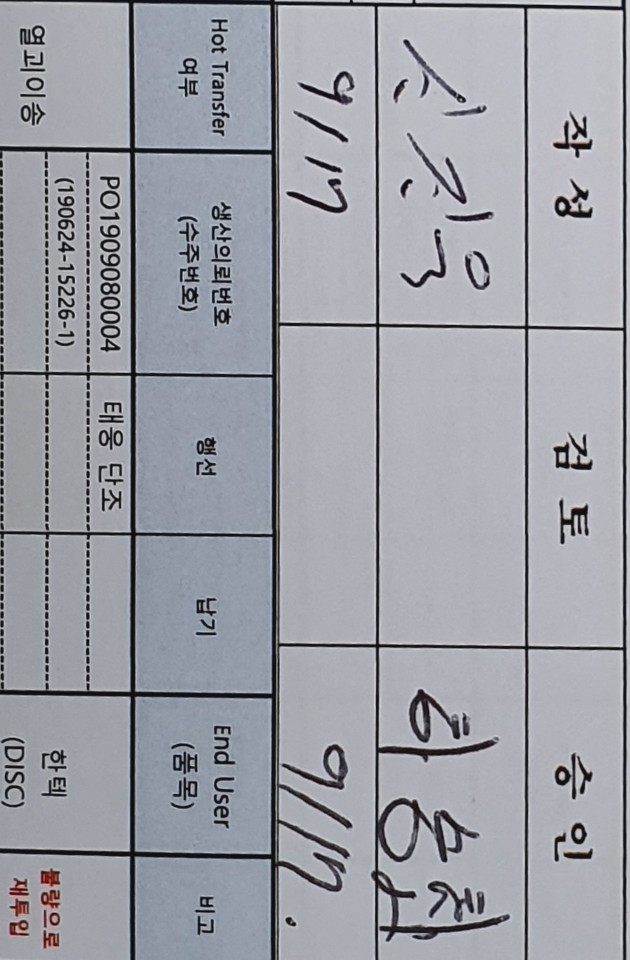 작성 검토 승인
9/17 9/17.
Hot Transfer 여부 생산의뢰번호 (수주번호) 행선 납기 End User (품목) 비고
열괴이송 PO1909080004 (190624-15226-1) 태웅 단조 한텍 (DISC) 불량으로 재투입